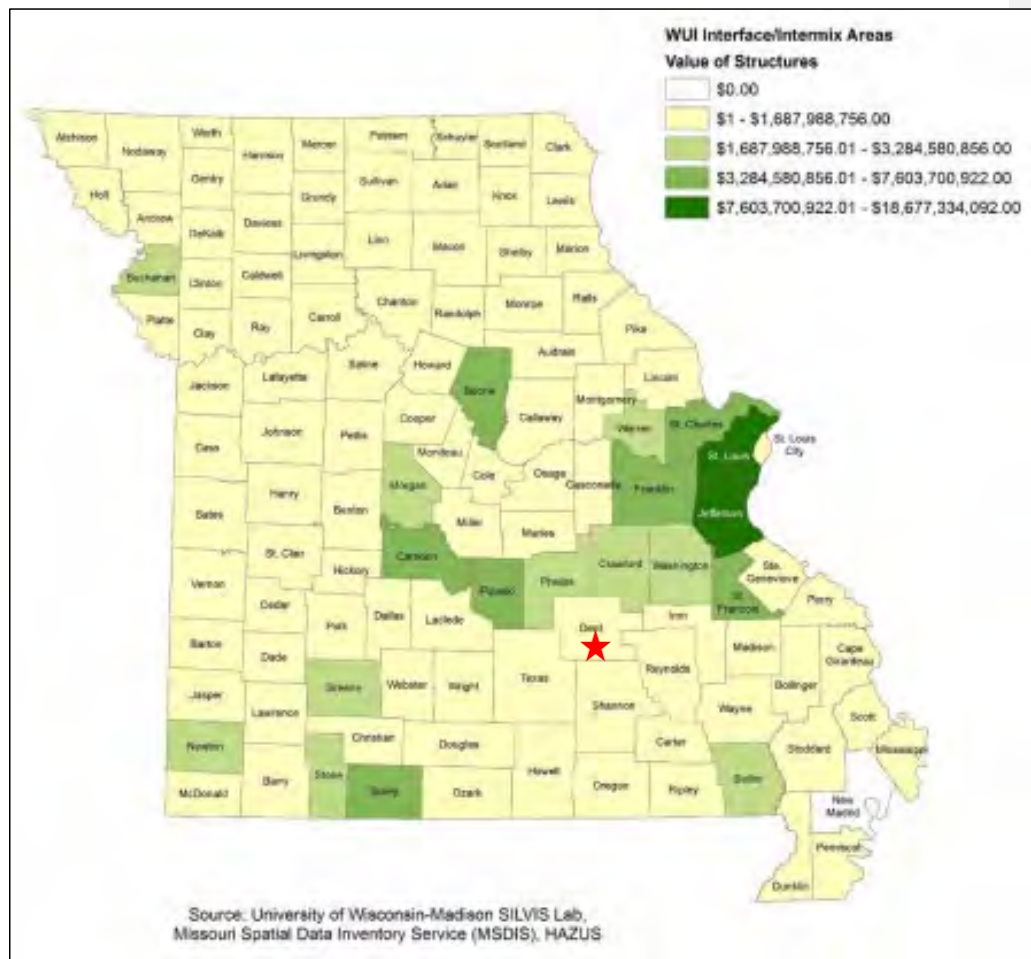 WUI Interface/Intermix Areas
Value of Structures
$0.00
$1 - $1,687,988,756.00
$1,687,988,756.01 - $3,284,580,856.00
$3,284,580,856.01 - $7,603,700,922.00
$7,603,700,922.01 - $18,677,334,092.00
Atchison
Nodaway
Worth
Harrison
Mercer
Putnam
Schuyler
Scotland
Clark
Holt
Andrew
Gentry
DeKalb
Daviess
Grundy
Sullivan
Adair
Knox
Lewis
Buchanan
Clinton
Caldwell
Livingston
Linn
Macon
Shelby
Marion
Platte
Clay
Ray
Carroll
Chariton
Randolph
Monroe
Ralls
Pike
Jackson
Lafayette
Saline
Howard
Boone
Audrain
Callaway
Montgomery
Lincoln
Warren
St. Charles
St. Louis
St. Louis
City
Cass
Johnson
Pettis
Cooper
Moniteau
Cole
Osage
Gasconade
Franklin
Jefferson
Bates
Henry
Benton
Morgan
Miller
Maries
Vernon
St. Clair
Hickory
Camden
Pulaski
Phelps
Crawford
Washington
Ste.
Genevieve
St.
Francois
Perry
Barton
Cedar
Polk
Dallas
Laclede
Dent
Iron
Madison
Cape
Girardeau
Dade
Jasper
Lawrence
Greene
Webster
Wright
Texas
Shannon
Reynolds
Wayne
Bollinger
Scott
Newton
Christian
Douglas
Carter
Stoddard
Mississippi
McDonald
Barry
Stone
Taney
Ozark
Howell
Oregon
Ripley
Butler
New
Madrid
Pemiscot
Dunklin
Source: University of Wisconsin-Madison SILVIS Lab,
Missouri Spatial Data Inventory Service (MSDIS), HAZUS